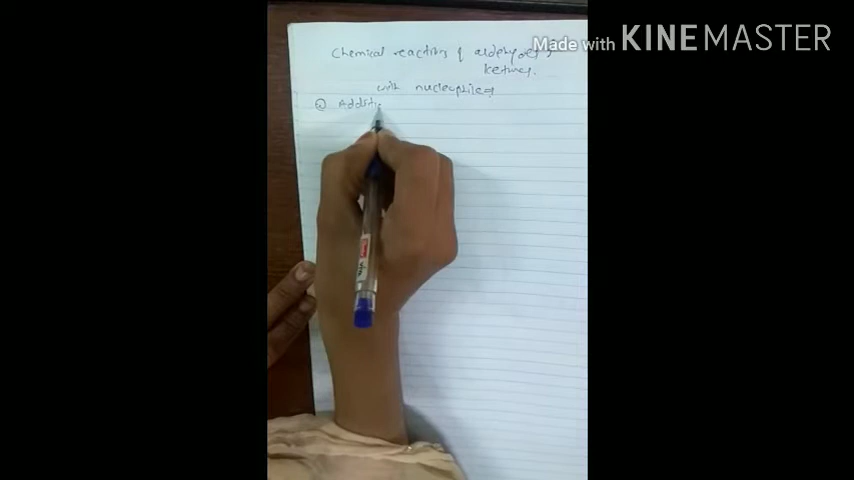 Made with KINEMASTER
Chemical reactions of aldehydes &
ketones.
with nucleophiles
ⓐ Additi